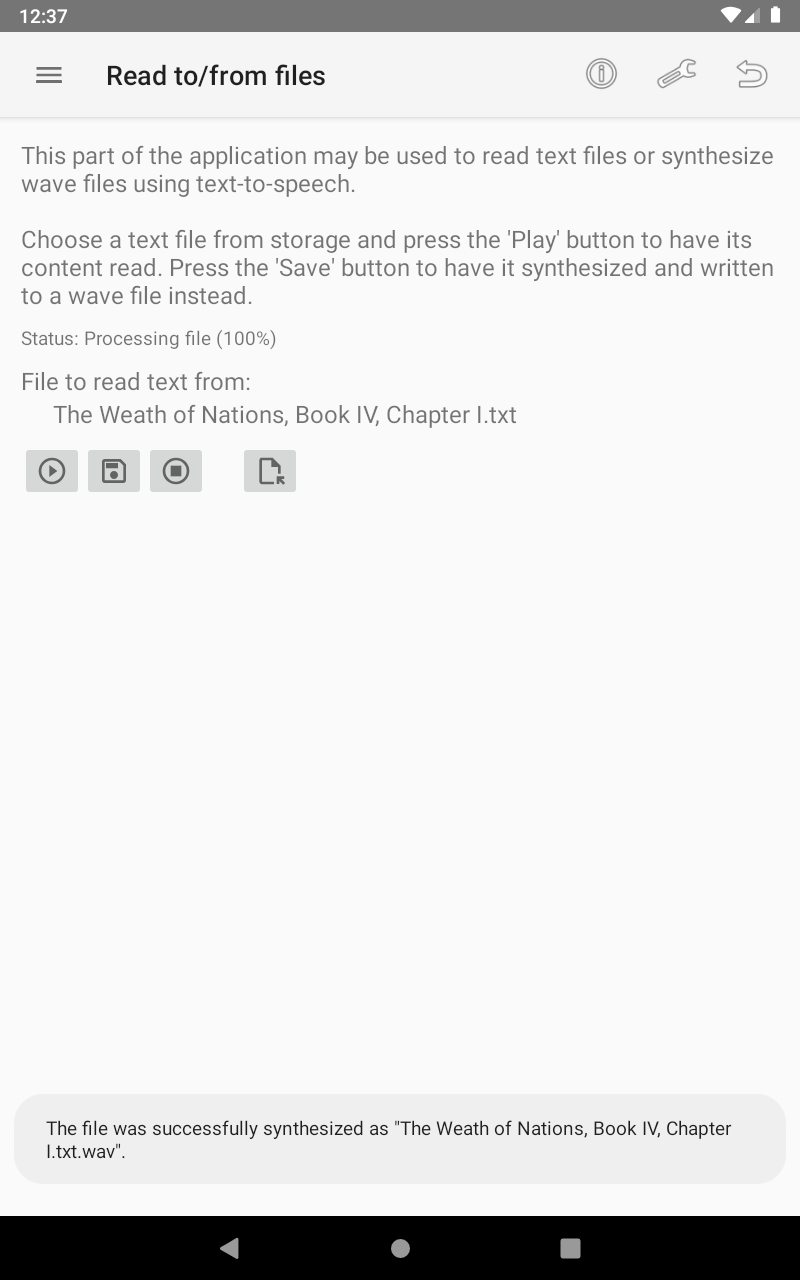 12:37
Read to/from files
This part of the application may be used to read text files or synthesize
wave files using text-to-speech.
Choose a text file from storage and press the 'Play' button to have its
content read. Press the 'Save' button to have it synthesized and written
to a wave file instead.
Status: Processing file (100%)
File to read text from:
The Weath of Nations, Book IV, Chapter I.txt
The file was successfully synthesized as "The Weath of Nations, Book IV, Chapter
I.txt.wav".